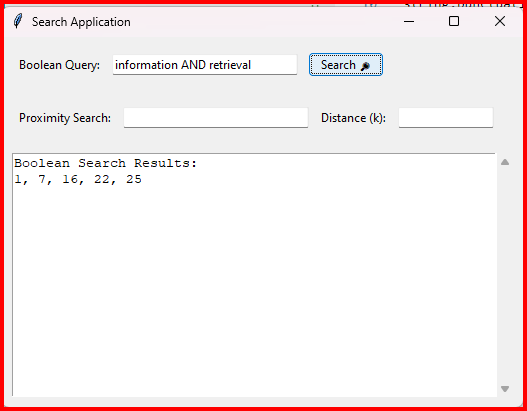 Search Application
Boolean Query: information AND retrieval Search
Proximity Search: Distance (k):
Boolean Search Results:
1, 7, 16, 22, 25